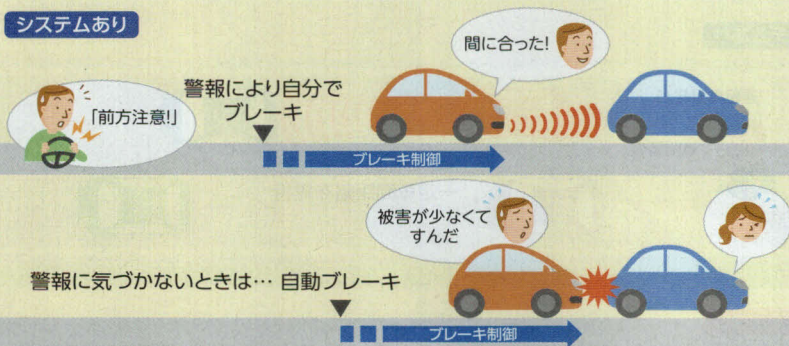 システムあり
間に合った!
警報により自分で
ブレーキ
「前方注意!」
ブレーキ制御
被害が少なくて
すんだ
警報に気づかないときは… 自動ブレーキ
ブレーキ制御